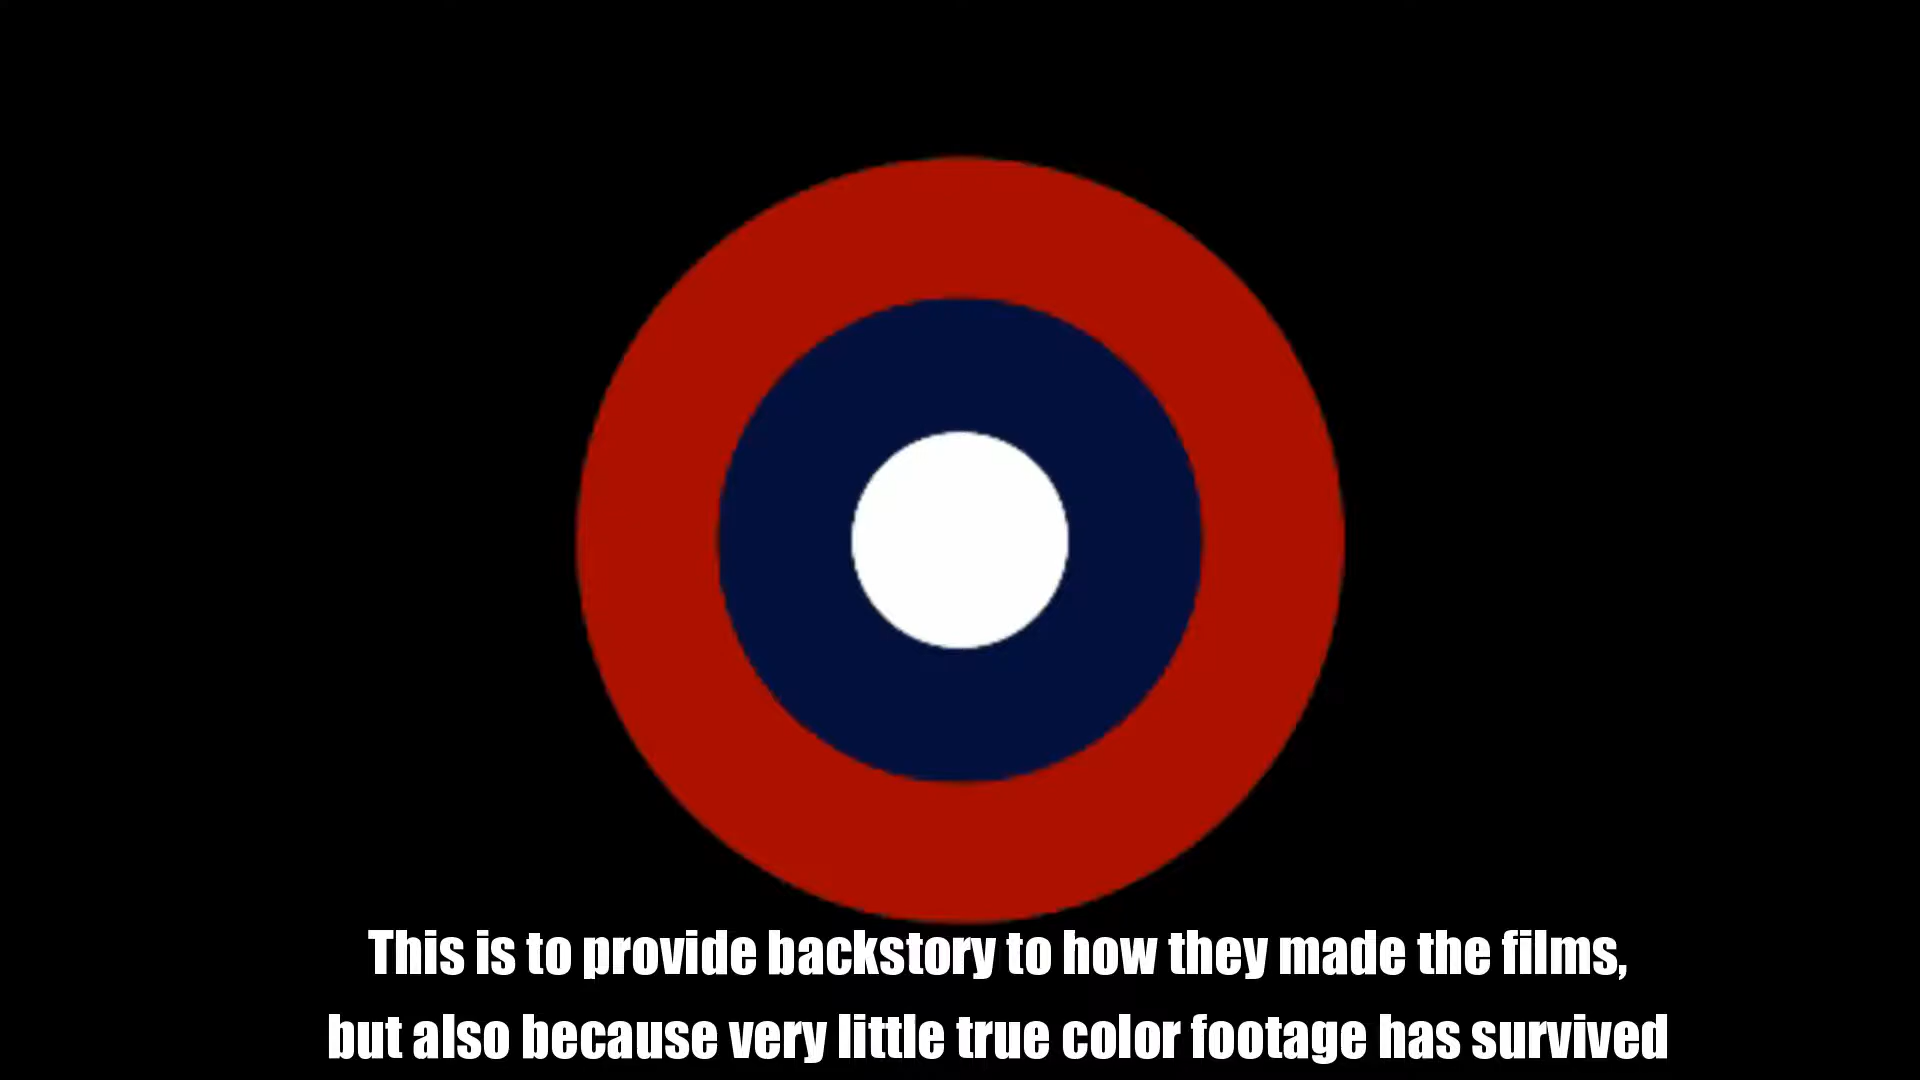 This is to provide backstory to how they made the films,
but also because very little true color footage has survived